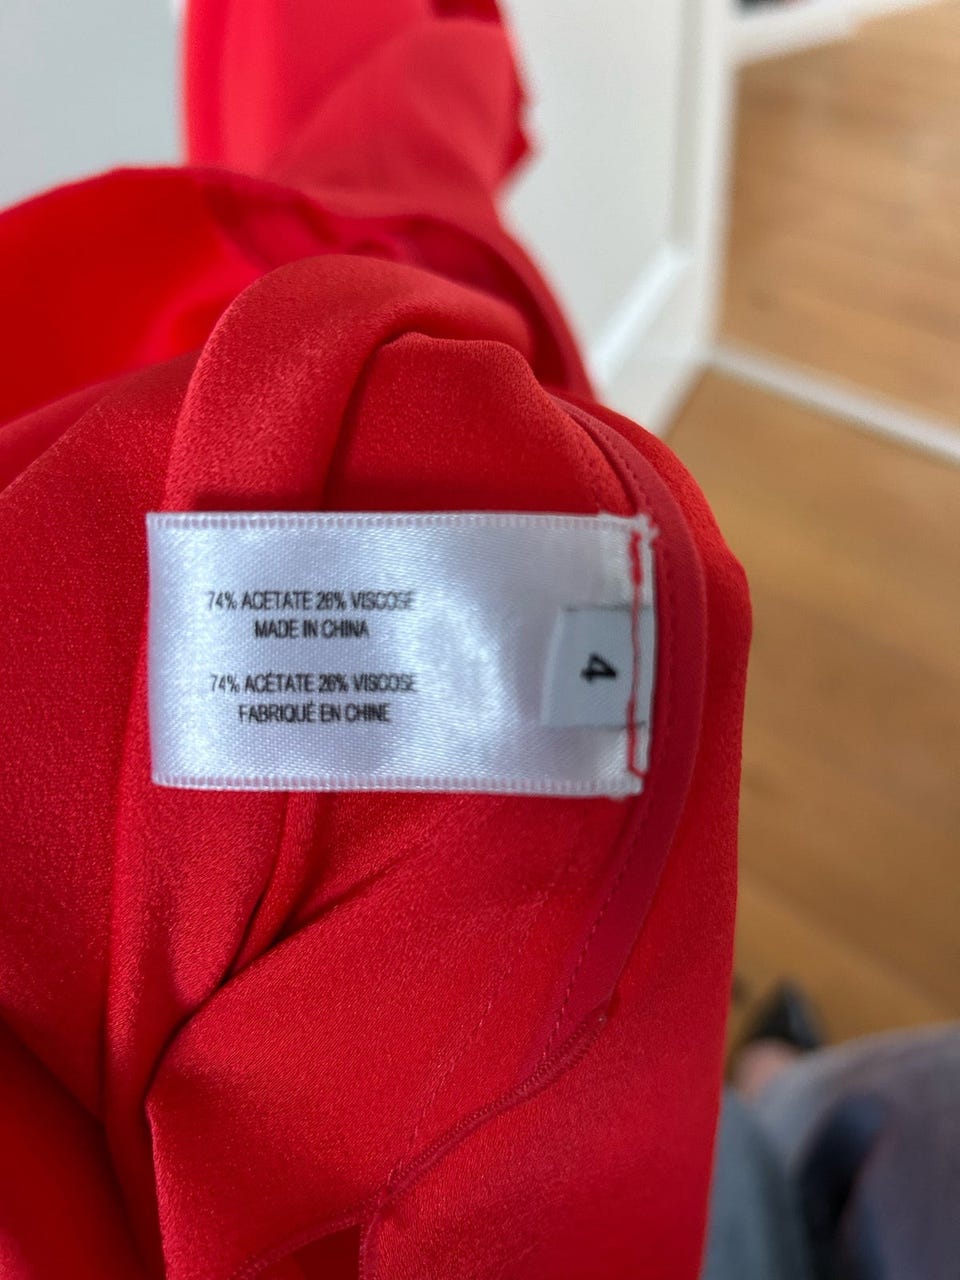 74% ACETATE 26% VISCOSE
MADE IN CHINA
74% ACÉTATE 26% VISCOSE
FABRIQUÉ EN CHINE
4